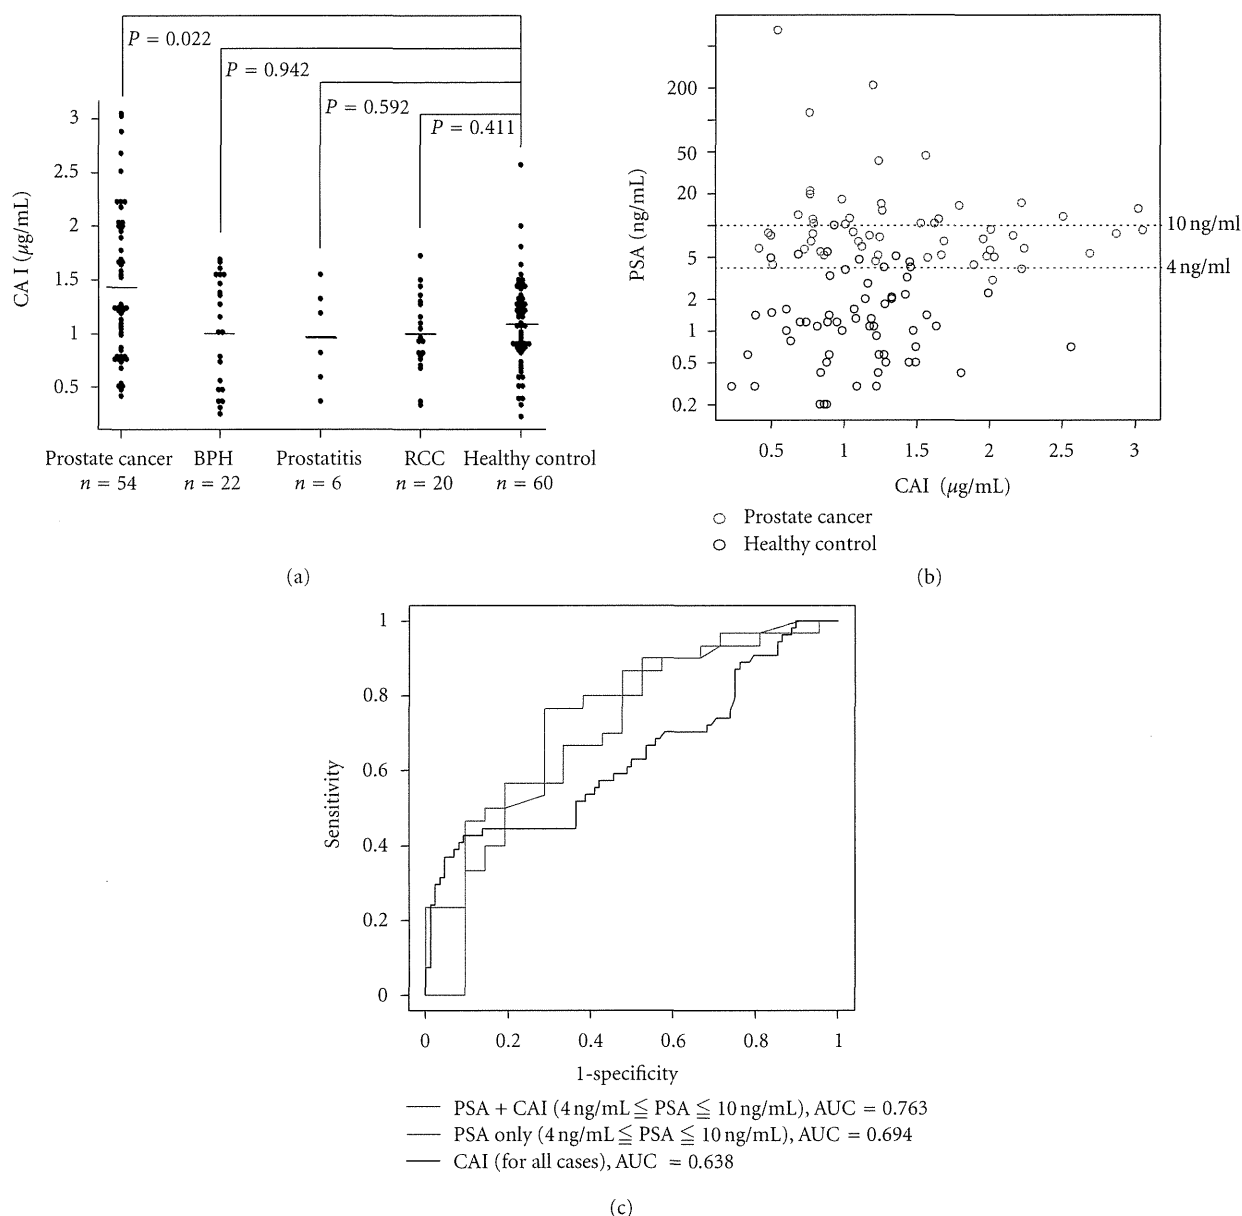 P = 0.022
P = 0.942
P = 0.592
P = 0.411
CAI (μg/mL)
3
2.5
2
1.5
1
0.5
Prostate cancer BPH Prostatitis RCC Healthy control
n = 54 n = 22 n = 6 n = 20 n = 60
(a)
PSA (ng/mL)
200
50
20
5
2
1
0.5
0.2
10 ng/ml
4 ng/ml
0.5 1 1.5 2 2.5 3
CAI (μg/mL)
Prostate cancer
Healthy control
(b)
Sensitivity
1
0.8
0.6
0.4
0.2
0
0 0.2 0.4 0.6 0.8 1
1-specificity
PSA + CAI (4 ng/mL ≦ PSA ≦ 10 ng/mL), AUC = 0.763
PSA only (4 ng/mL ≦ PSA ≦ 10 ng/mL), AUC = 0.694
CAI (for all cases), AUC = 0.638
(c)